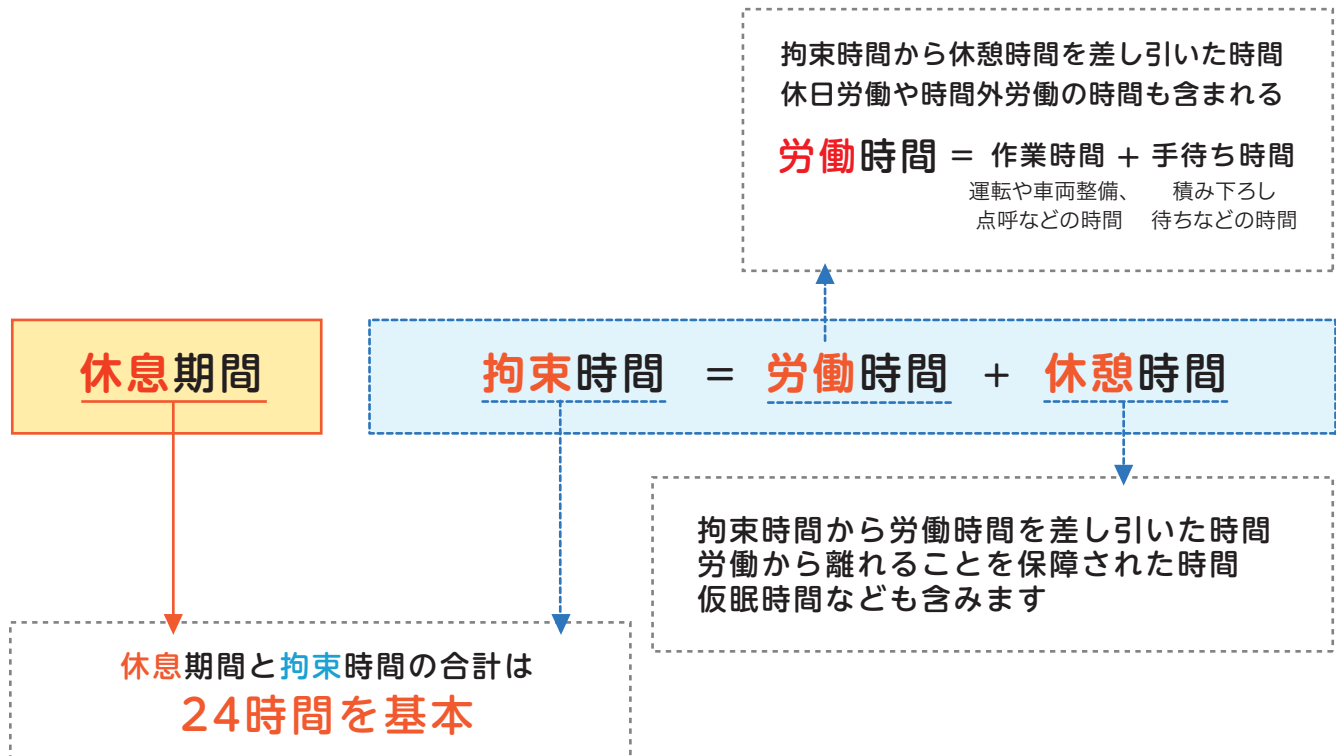 拘束時間から休憩時間を差し引いた時間
休日労働や時間外労働の時間も含まれる
労働時間 = 作業時間 + 手待ち時間
運転や車両整備、 積み下ろし
点呼などの時間 待ちなどの時間
休息期間
拘束時間 = 労働時間 + 休憩時間
拘束時間から労働時間を差し引いた時間
労働から離れることを保障された時間
仮眠時間なども含みます
休息期間と拘束時間の合計は
24時間を基本